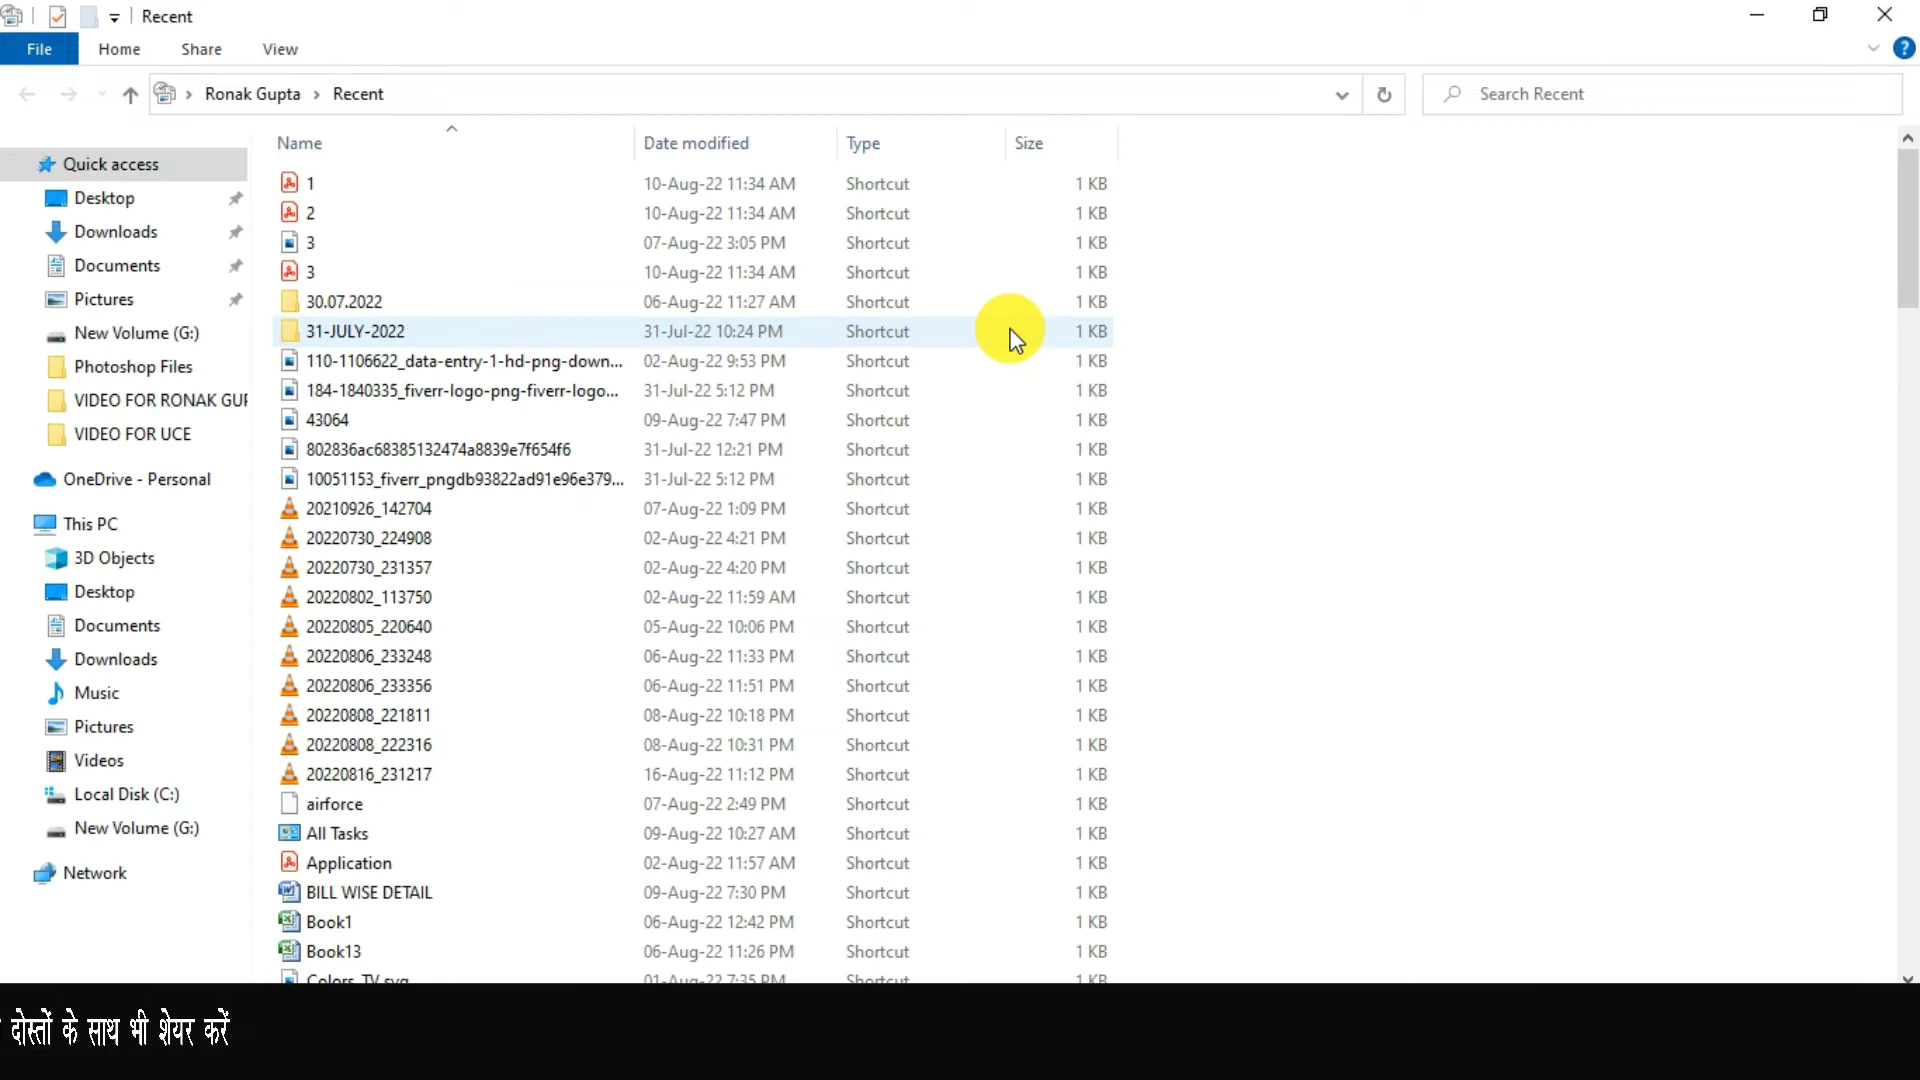 Recent
File Home Share View
Ronak Gupta › Recent
Search Recent
Quick access
Desktop
Downloads
Documents
Pictures
New Volume (G:)
Photoshop Files
VIDEO FOR RONAK GUP
VIDEO FOR UCE
OneDrive - Personal
This PC
3D Objects
Desktop
Documents
Downloads
Music
Pictures
Videos
Local Disk (C:)
New Volume (G:)
Network
Name Date modified Type Size
1 10-Aug-22 11:34 AM Shortcut 1 KB
2 10-Aug-22 11:34 AM Shortcut 1 KB
3 07-Aug-22 3:05 PM Shortcut 1 KB
3 10-Aug-22 11:34 AM Shortcut 1 KB
30.07.2022 06-Aug-22 11:27 AM Shortcut 1 KB
31-JULY-2022 31-Jul-22 10:24 PM Shortcut 1 KB
110-1106622_data-entry-1-hd-png-down... 02-Aug-22 9:53 PM Shortcut 1 KB
184-1840335_fiverr-logo-png-fiverr-logo... 31-Jul-22 5:12 PM Shortcut 1 KB
43064 09-Aug-22 7:47 PM Shortcut 1 KB
802836ac68385132474a8839e7f654f6 31-Jul-22 12:21 PM Shortcut 1 KB
10051153_fiverr_pngdb93822ad91e96e379... 31-Jul-22 5:12 PM Shortcut 1 KB
20210926_142704 07-Aug-22 1:09 PM Shortcut 1 KB
20220730_224908 02-Aug-22 4:21 PM Shortcut 1 KB
20220730_231357 02-Aug-22 4:20 PM Shortcut 1 KB
20220802_113750 02-Aug-22 11:59 AM Shortcut 1 KB
20220805_220640 05-Aug-22 10:06 PM Shortcut 1 KB
20220806_233248 06-Aug-22 11:33 PM Shortcut 1 KB
20220806_233356 06-Aug-22 11:51 PM Shortcut 1 KB
20220808_221811 08-Aug-22 10:18 PM Shortcut 1 KB
20220808_222316 08-Aug-22 10:31 PM Shortcut 1 KB
20220816_231217 16-Aug-22 11:12 PM Shortcut 1 KB
airforce 07-Aug-22 2:49 PM Shortcut 1 KB
All Tasks 09-Aug-22 10:27 AM Shortcut 1 KB
Application 02-Aug-22 11:57 AM Shortcut 1 KB
BILL WISE DETAIL 09-Aug-22 7:30 PM Shortcut 1 KB
Book1 06-Aug-22 12:42 PM Shortcut 1 KB
Book13 06-Aug-22 11:26 PM Shortcut 1 KB
Colors_TV.svg 01-Aug-22 7:35 PM Shortcut 1 KB
दोस्तों के साथ भी शेयर करें